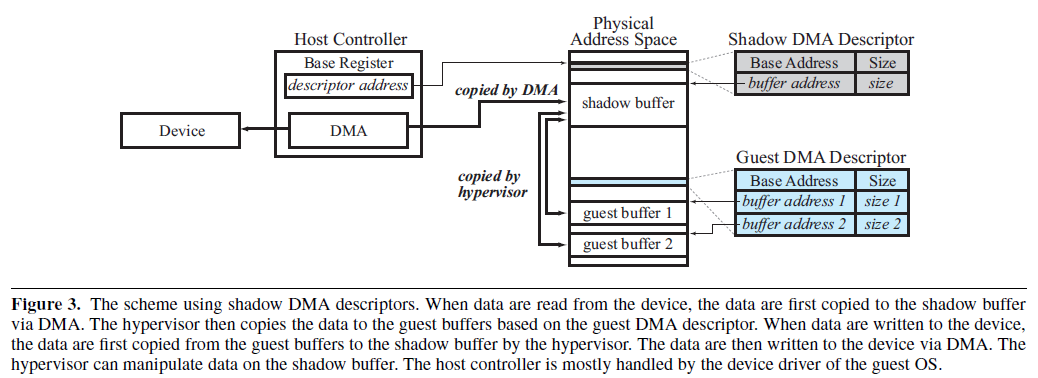 Physical
Address Space
Host Controller
Shadow DMA Descriptor
Base Register
Base Address Size
descriptor address
buffer address size
copied by DMA
shadow buffer
Device
DMA
Guest DMA Descriptor
copied by
hypervisor
Base Address Size
buffer address 1 size 1
guest buffer 1
buffer address 2 size 2
guest buffer 2
Figure 3. The scheme using shadow DMA descriptors. When data are read from the device, the data are first copied to the shadow buffer
via DMA. The hypervisor then copies the data to the guest buffers based on the guest DMA descriptor. When data are written to the device,
the data are first copied from the guest buffers to the shadow buffer by the hypervisor. The data are then written to the device via DMA. The
hypervisor can manipulate data on the shadow buffer. The host controller is mostly handled by the device driver of the guest OS.